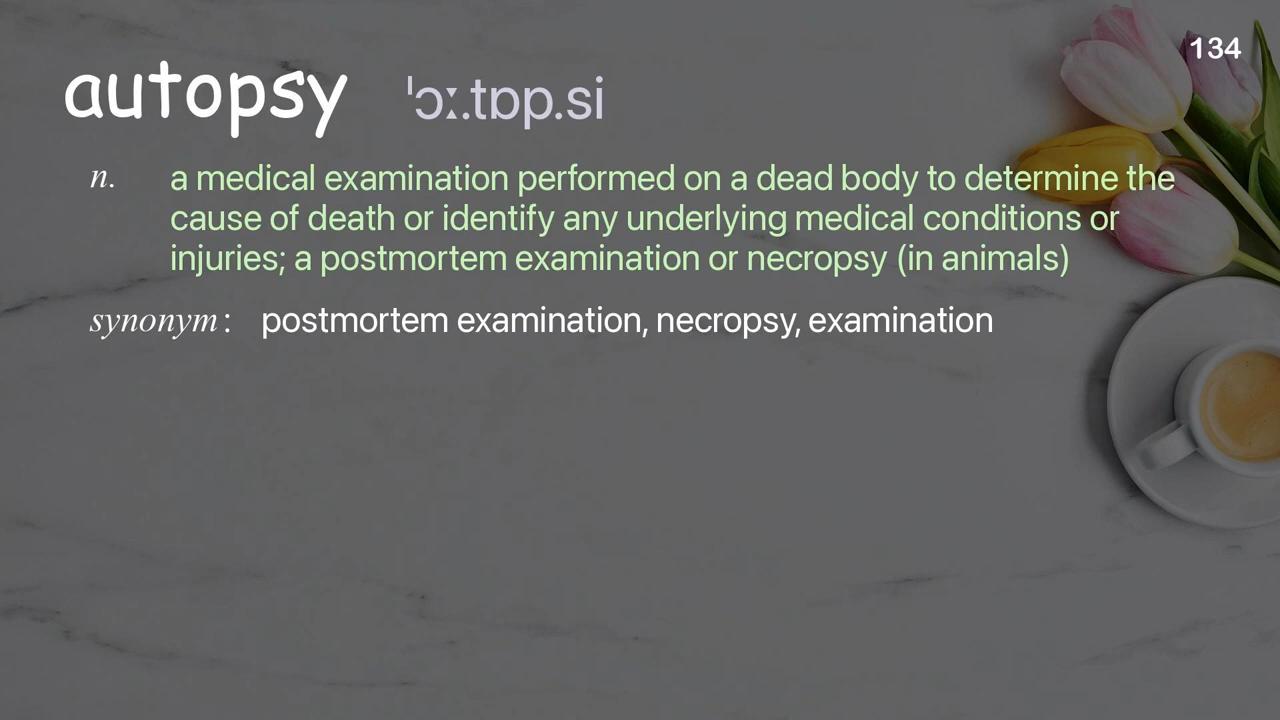 134
autopsy ˈɔː.tɒp.si
n. a medical examination performed on a dead body to determine the
cause of death or identify any underlying medical conditions or
injuries; a postmortem examination or necropsy (in animals)
synonym: postmortem examination, necropsy, examination